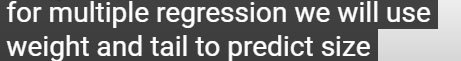 for multiple regression we will use
weight and tail to predict size